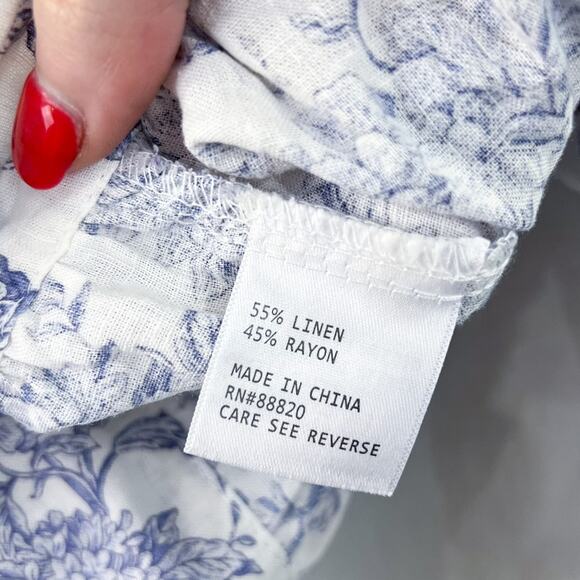 55% LINEN
45% RAYON
MADE IN CHINA
RN#88820
CARE SEE REVERSE